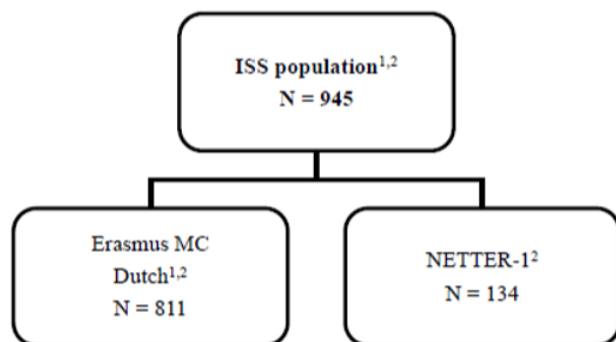 ISS population1,2
N = 945
Erasmus MC
Dutch1,2
N = 811
NETTER-12
N = 134